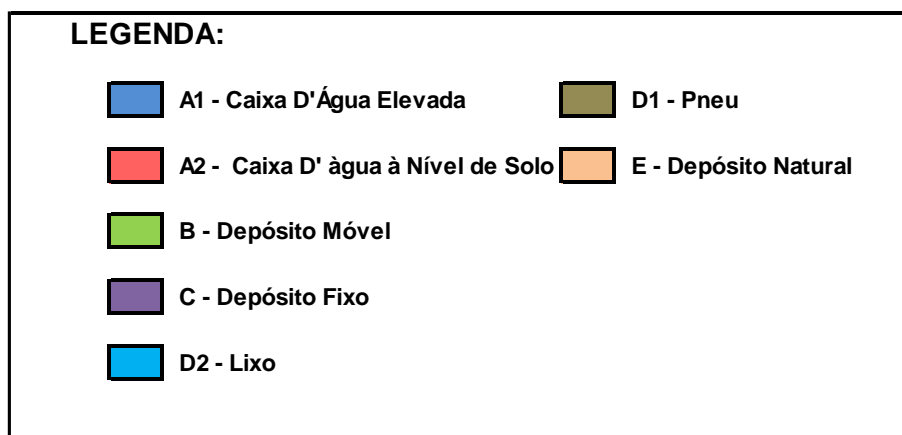 LEGENDA:
A1 - Caixa D'Água Elevada
D1 - Pneu
A2 - Caixa D' àgua à Nível de Solo
E - Depósito Natural
B - Depósito Móvel
C - Depósito Fixo
D2 - Lixo